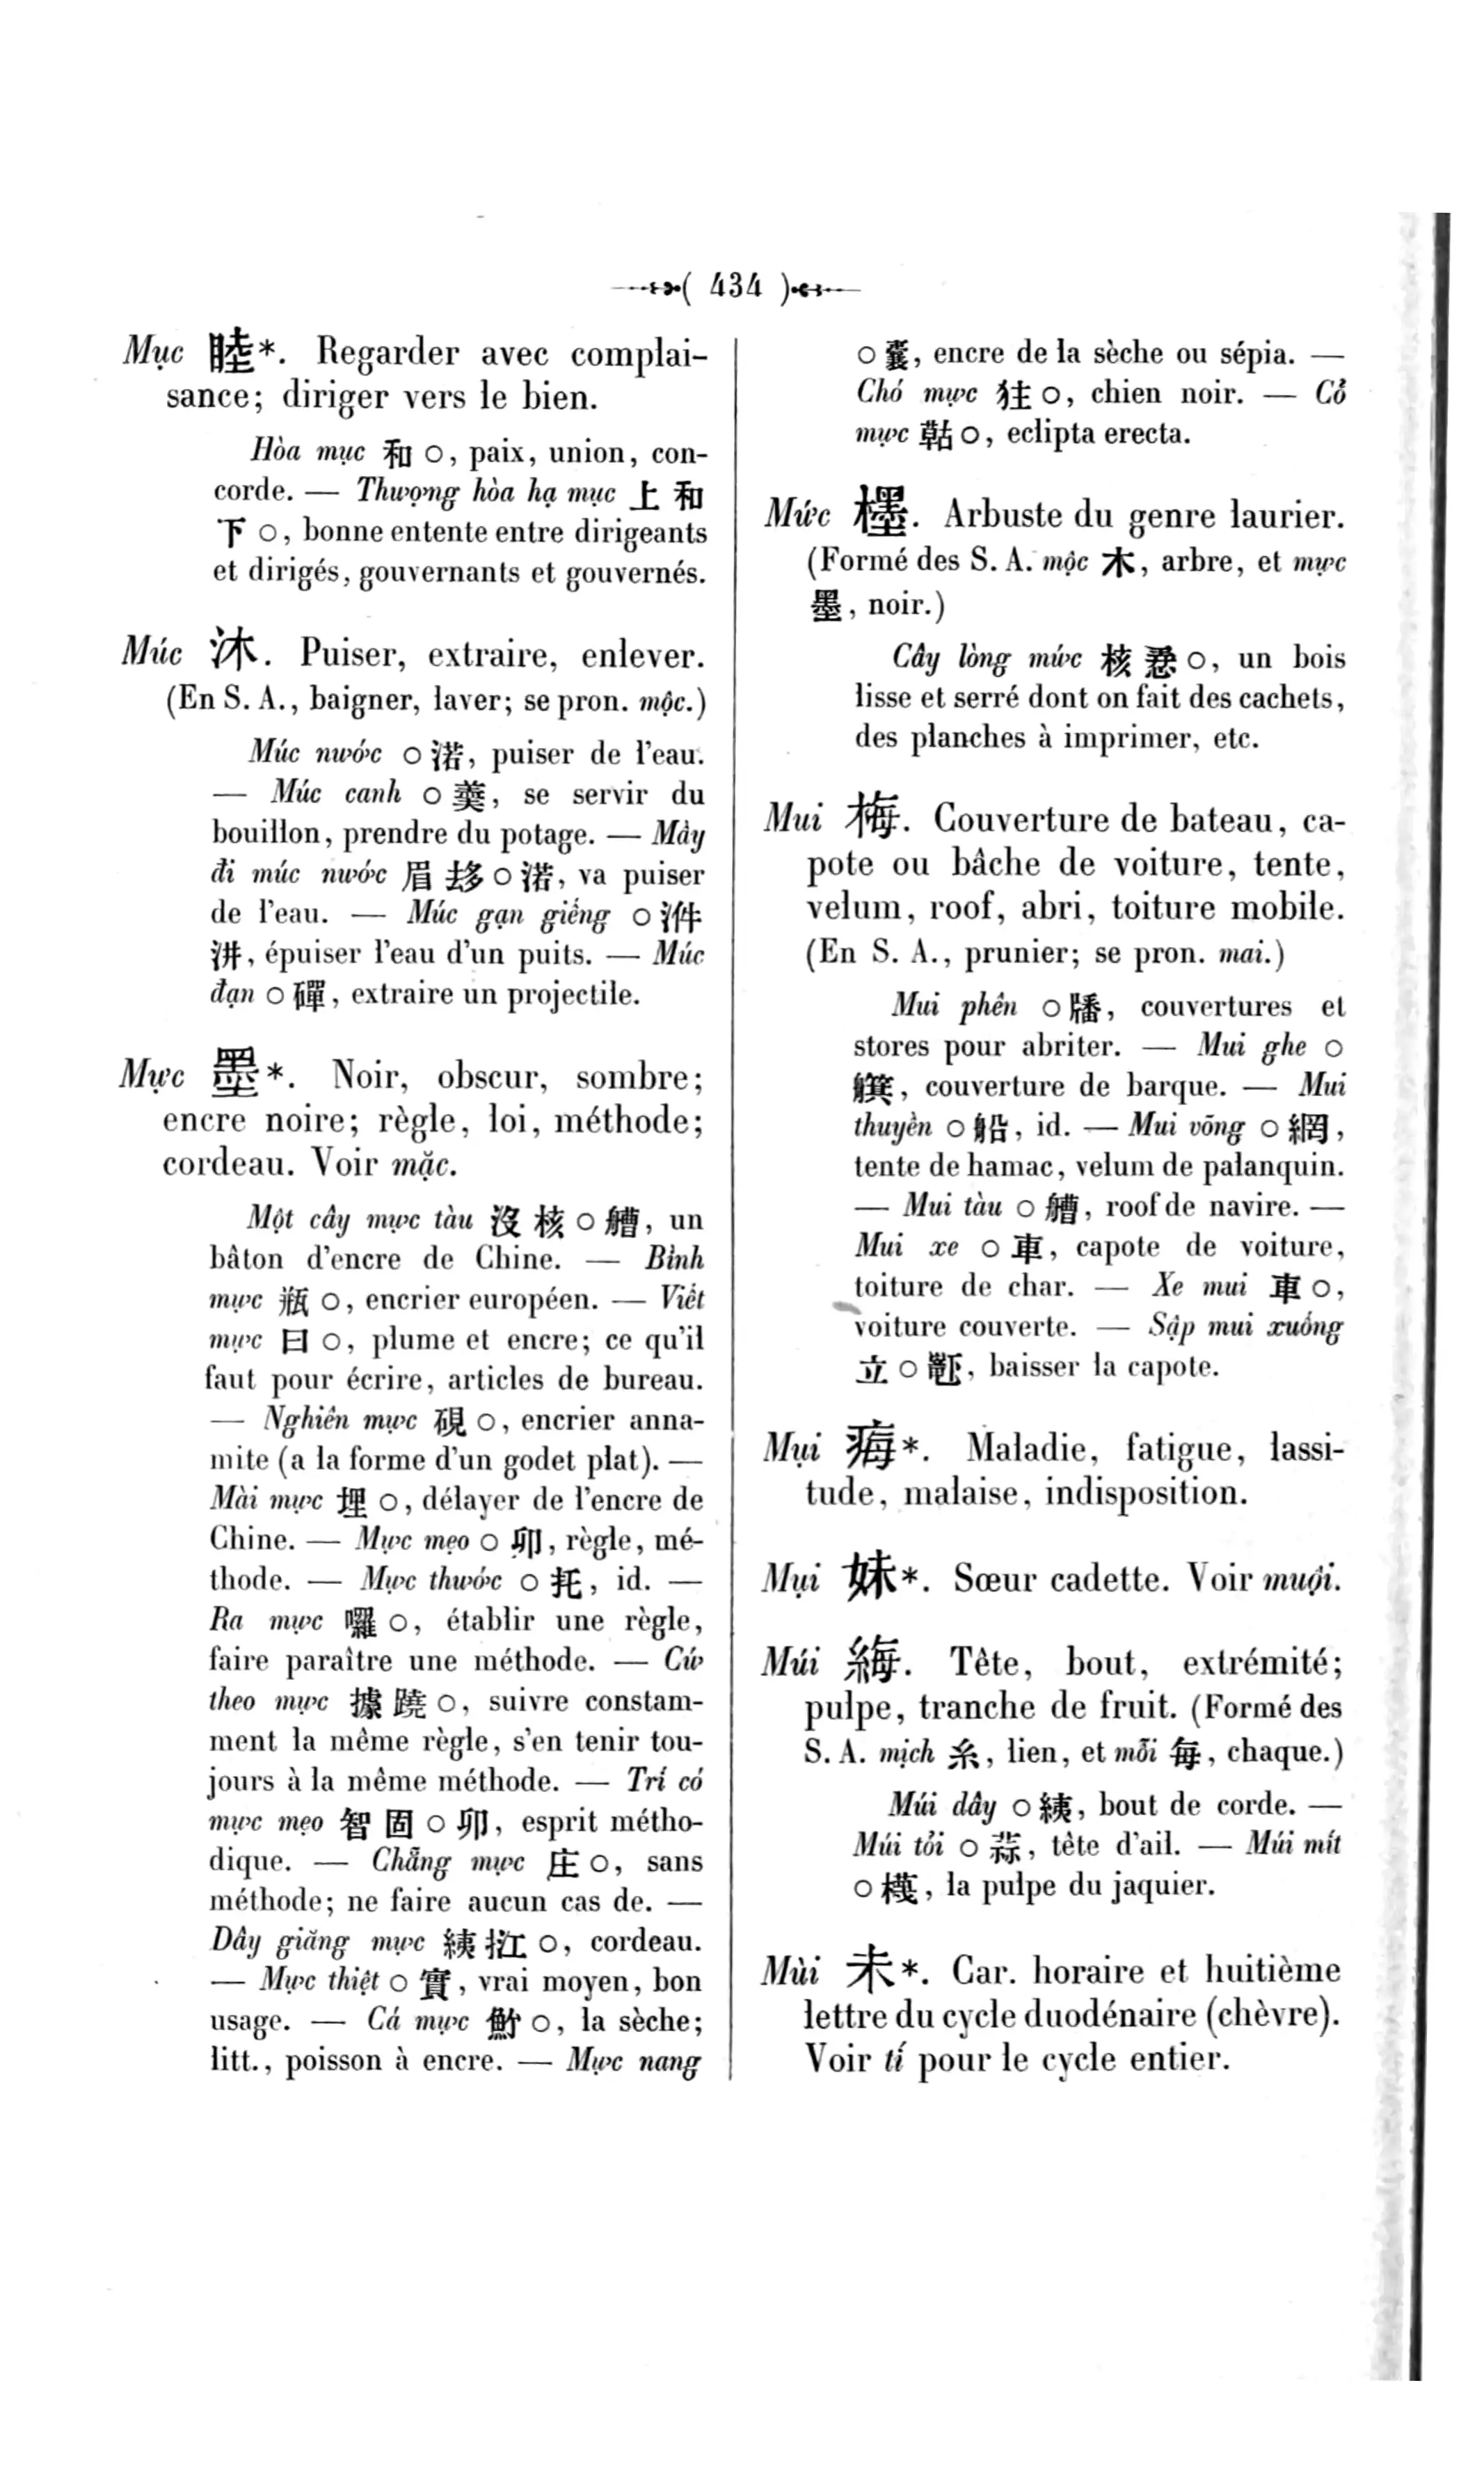 ( 434 )
Mục 睦*. Regarder avec complai-
sance; diriger vers le bien.
Hòa mục 和 ○, paix, union, con-
corde. — Thượng hòa hạ mục 上 和
下 ○, bonne entente entre dirigeants
et dirigés, gouvernants et gouvernés.
Múc 沐. Puiser, extraire, enlever.
(En S. A., baigner, laver; se pron. mộc.)
Múc nước ○ 渃, puiser de l'eau.
— Múc canh ○ 羹, se servir du
bouillon, prendre du potage. — Mầy
đi múc nước 眉 𠫾 ○ 渃, va puiser
de l'eau. — Múc gạn giếng ○
汫, épuiser l'eau d'un puits. — Múc
đạn ○ 磾, extraire un projectile.
Mực 墨*. Noir, obscur, sombre;
encre noire; règle, loi, méthode;
cordeau. Voir mặc.
Một cây mực tàu 沒 核 ○ 艚, un
bâton d'encre de Chine. — Bình
mực 瓶 ○, encrier européen. — Viết
mực 曰 ○, plume et encre; ce qu'il
faut pour écrire, articles de bureau.
— Nghiên mực 硯 ○, encrier anna-
mite (a la forme d'un godet plat). —
Mài mực 埋 ○, délayer de l'encre de
Chine. — Mực mẹo ○ 卯, règle, mé-
thode. — Mực thước ○ 托, id. —
Ra mực 囉 ○, établir une règle,
faire paraître une méthode. — Cứ
theo mực 據 蹺 ○, suivre constam-
ment la même règle, s'en tenir tou-
jours à la même méthode. — Trí có
mực mẹo 智 固 ○ 卯, esprit métho-
dique. — Chẳng mực 庄 ○, sans
méthode; ne faire aucun cas de. —
Dây giăng mực 𦀊 ○, cordeau.
— Mực thiệt ○ 實, vrai moyen, bon
usage. — Cá mực ○, la sèche;
litt., poisson à encre. — Mực nang
○ 囊, encre de la sèche ou sépia. —
Chó mực ○, chien noir. — Cỏ
mực ○, eclipta erecta.
Mức 㯶. Arbuste du genre laurier.
(Formé des S. A. mộc 木, arbre, et mực
墨, noir.)
Cây lòng mức 核 ○, un bois
lisse et serré dont on fait des cachets,
des planches à imprimer, etc.
Mui 梅. Couverture de bateau, ca-
pote ou bâche de voiture, tente,
velum, roof, abri, toiture mobile.
(En S. A., prunier; se pron. mai.)
Mui phên ○, couvertures et
stores pour abriter. — Mui ghe ○
, couverture de barque. — Mui
thuyền ○ 船, id. — Mui võng ○ 網,
tente de hamac, velum de palanquin.
— Mui tàu ○ 艚, roof de navire. —
Mui xe ○ 車, capote de voiture,
toiture de char. — Xe mui 車 ○,
voiture couverte. — Sập mui xuống
立 ○, baisser la capote.
Mụi 痗*. Maladie, fatigue, lassi-
tude, malaise, indisposition.
Mụi 妹*. Sœur cadette. Voir muội.
Múi 䋦. Tête, bout, extrémité;
pulpe, tranche de fruit. (Formé des
S. A. mịch 糸, lien, et mỗi 每, chaque.)
Múi dây ○ 𦀊, bout de corde. —
Múi tỏi ○ 蒜, tête d'ail. — Múi mít
○, la pulpe du jaquier.
Mùi 未*. Car. horaire et huitième
lettre du cycle duodénaire (chèvre).
Voir tí pour le cycle entier.